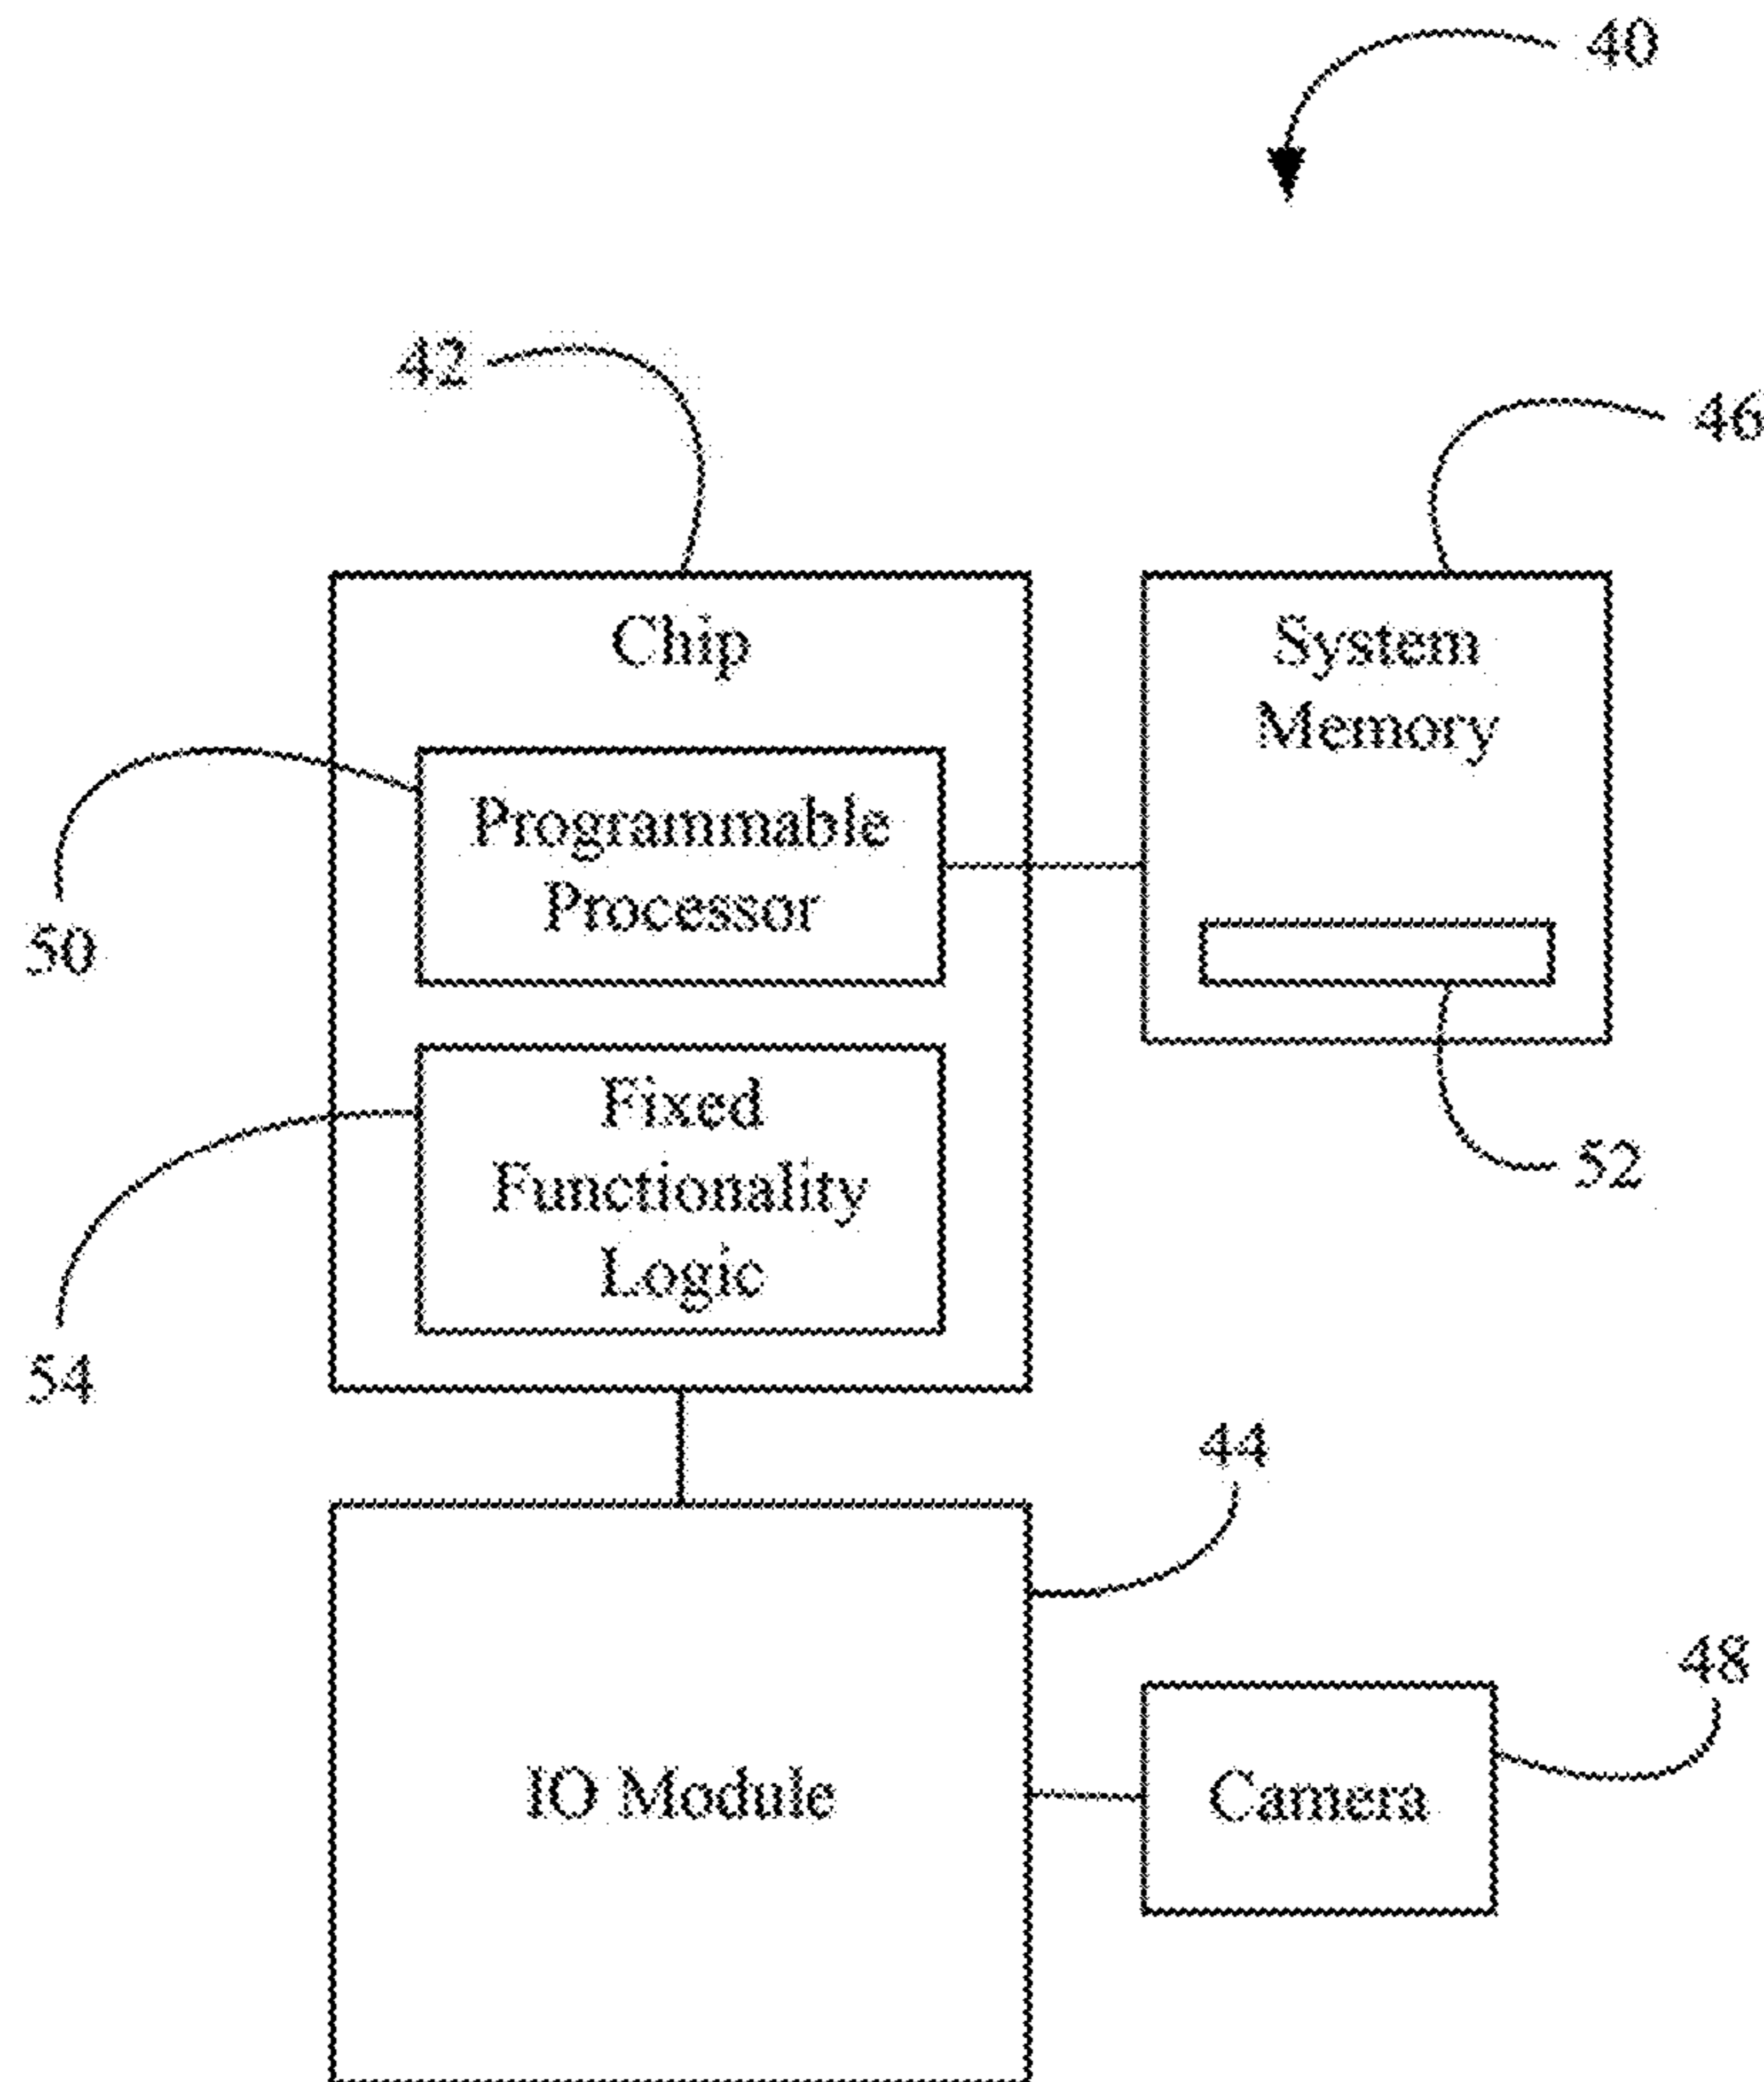 40
42
46
Chip
System
Memory
Programmable
Processor
50
Fixed
Functionality
Logic
52
54
44
48
IO Module
Camera